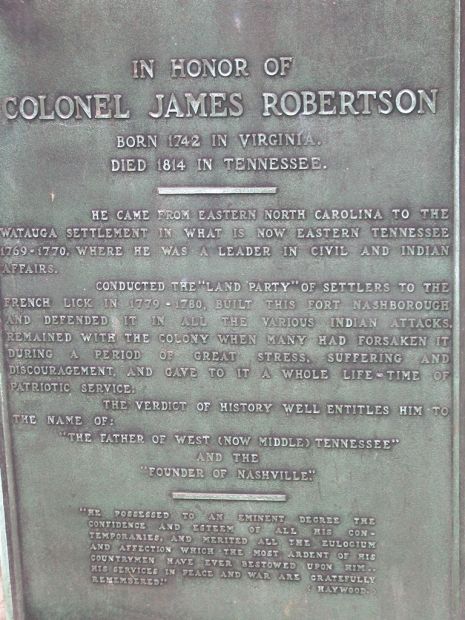 IN HONOR OF
COLONEL JAMES ROBERTSON
BORN 1742 IN VIRGINIA.
DIED 1814 IN TENNESSEE.
HE CAME FROM EASTERN NORTH CAROLINA TO THE
WATAUGA SETTLEMENT IN WHAT IS NOW EASTERN TENNESSEE
1769-1770, WHERE HE WAS A LEADER IN CIVIL AND INDIAN
AFFAIRS.
CONDUCTED THE "LAND PARTY" OF SETTLERS TO THE
FRENCH LICK IN 1779-1780, BUILT THIS FORT NASHBOROUGH
AND DEFENDED IT IN ALL THE VARIOUS INDIAN ATTACKS.
REMAINED WITH THE COLONY WHEN MANY HAD FORSAKEN IT
DURING A PERIOD OF GREAT STRESS, SUFFERING AND
DISCOURAGEMENT, AND GAVE TO IT A WHOLE LIFE-TIME OF
PATRIOTIC SERVICE.
THE VERDICT OF HISTORY WELL ENTITLES HIM TO
THE NAME OF:
"THE FATHER OF WEST (NOW MIDDLE) TENNESSEE"
AND THE
"FOUNDER OF NASHVILLE."
"HE POSSESSED TO AN EMINENT DEGREE THE
CONFIDENCE AND ESTEEM OF ALL HIS CON-
TEMPORARIES, AND MERITED ALL THE EULOGIUM
AND AFFECTION WHICH THE MOST ARDENT OF HIS
COUNTRYMEN HAVE EVER BESTOWED UPON HIM..
HIS SERVICES IN PEACE AND WAR ARE GRATEFULLY
REMEMBERED."
(HAYWOOD.)